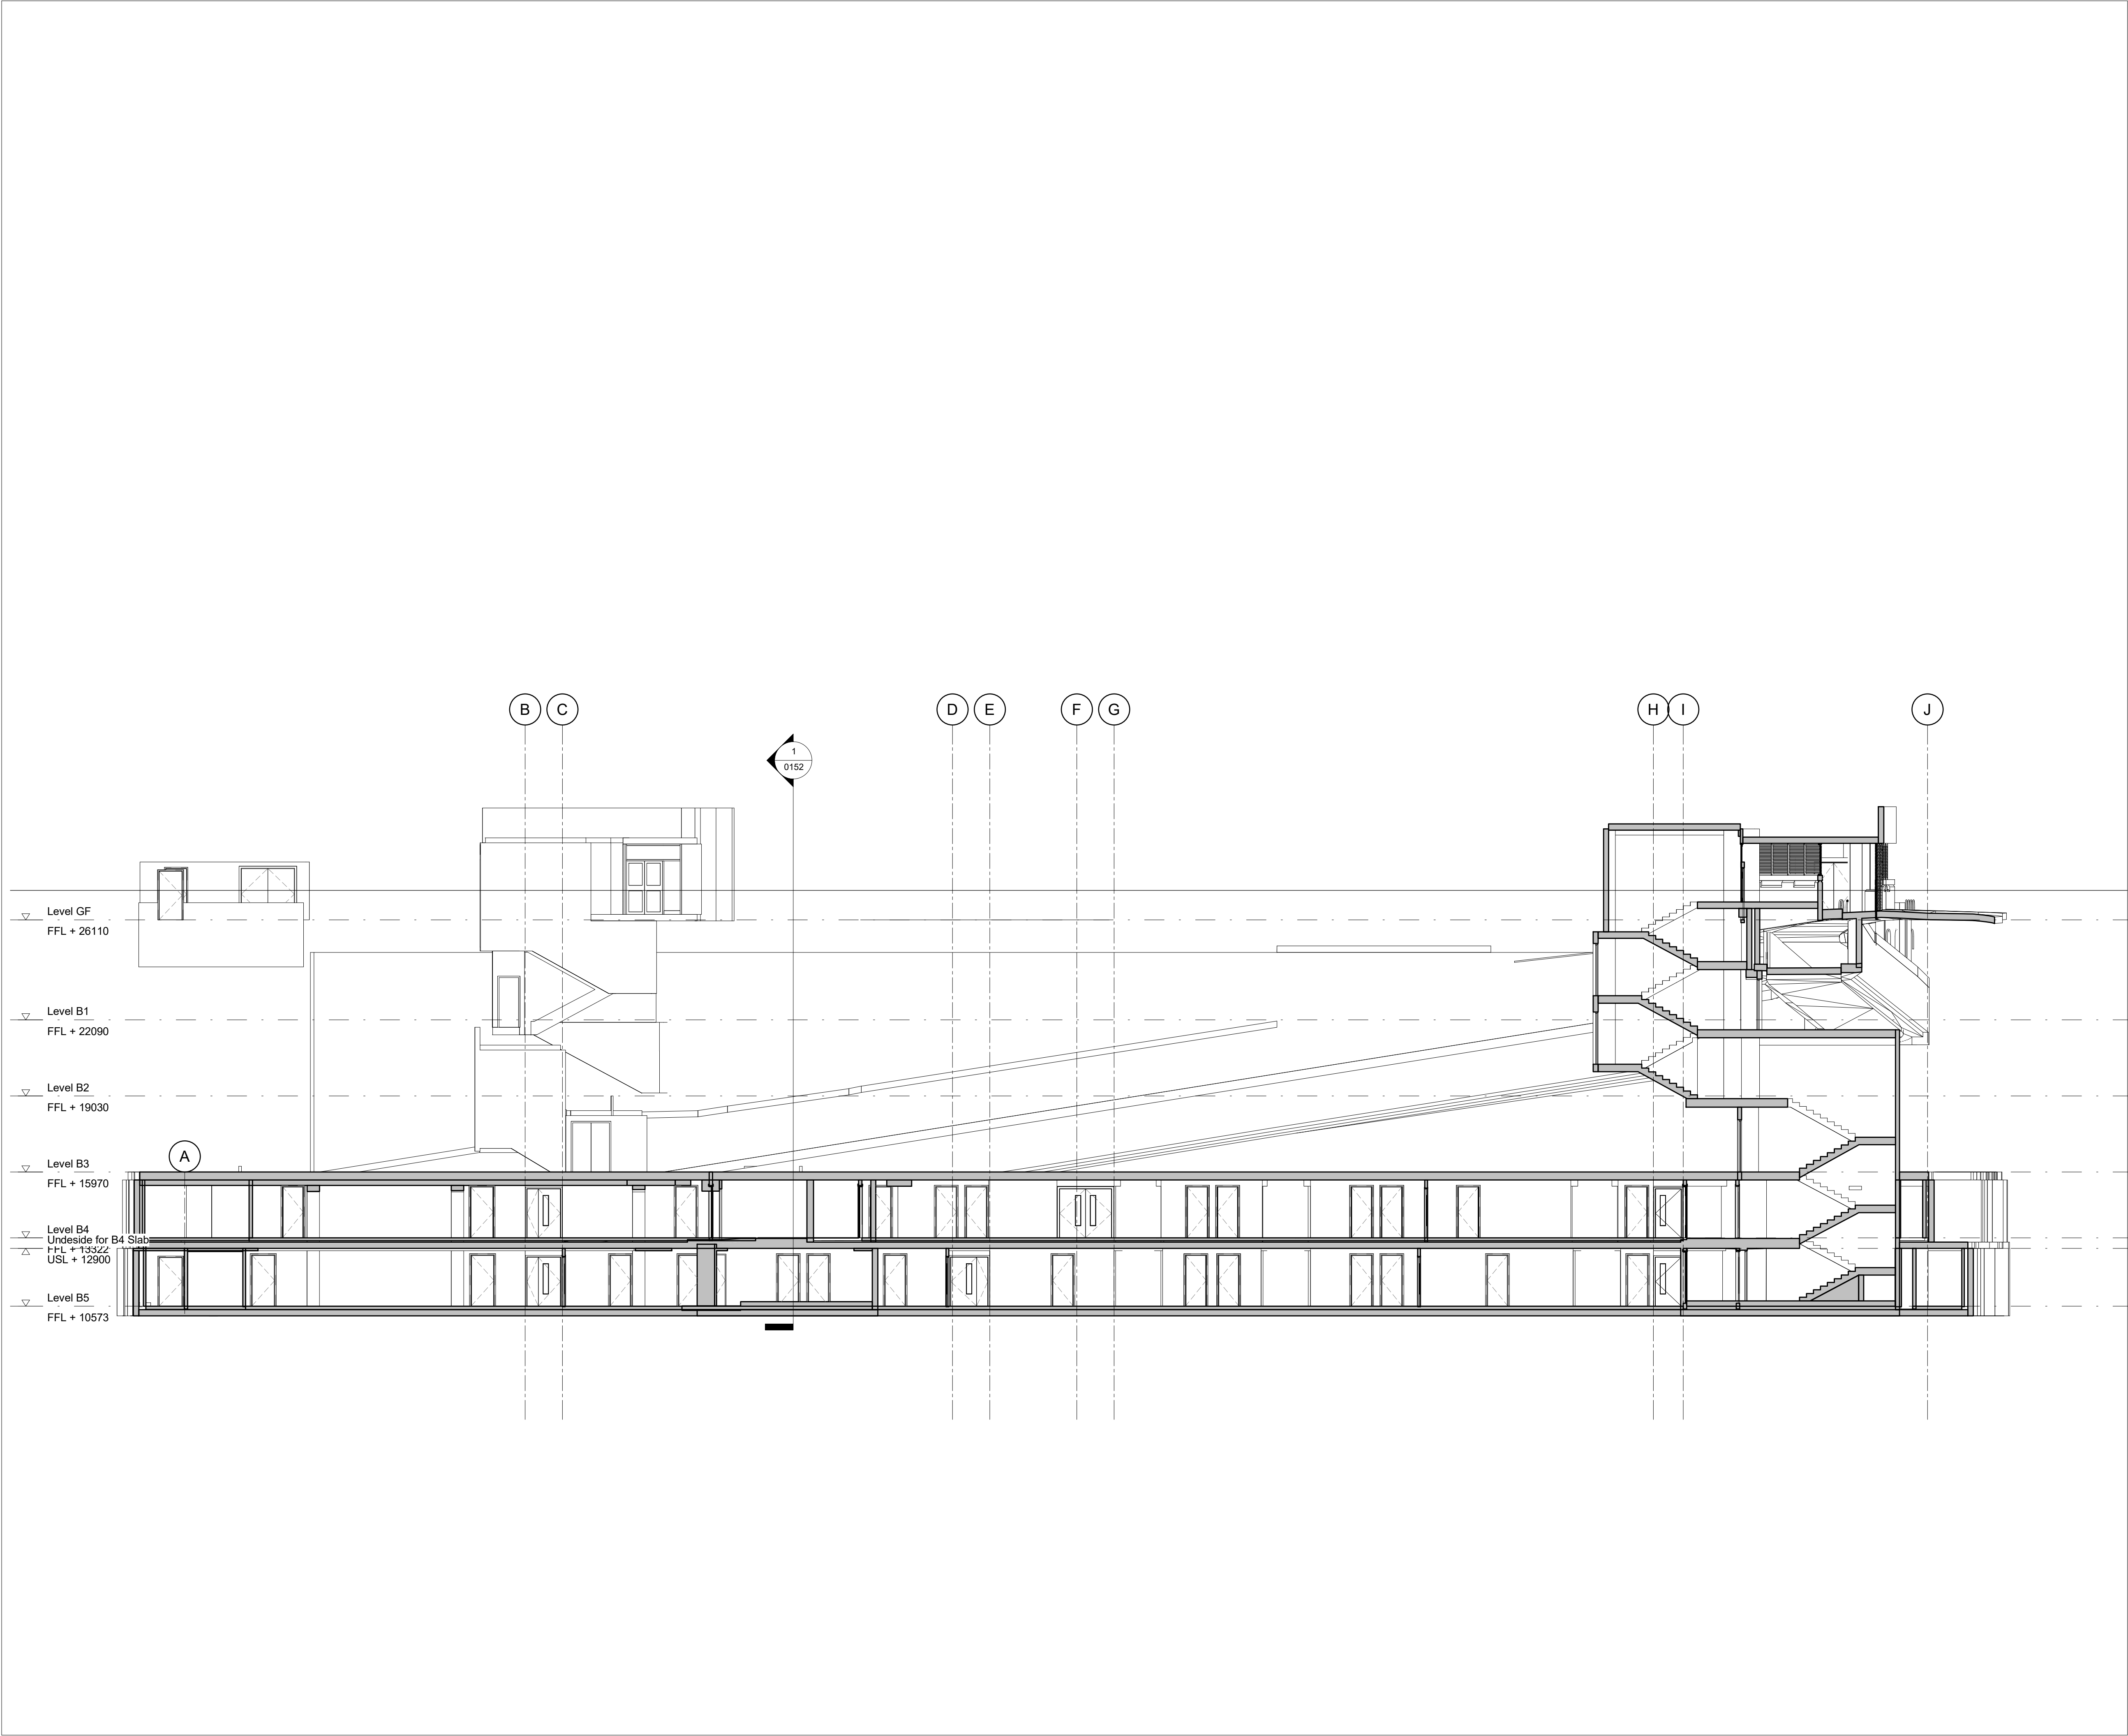 B
C
D
E
F
G
H
I
J
1
0152
Level GF
FFL + 26110
Level B1
FFL + 22090
Level B2
FFL + 19030
A
Level B3
FFL + 15970
Level B4
Undeside for B4 Slab
FFL + 13322
USL + 12900
Level B5
FFL + 10573